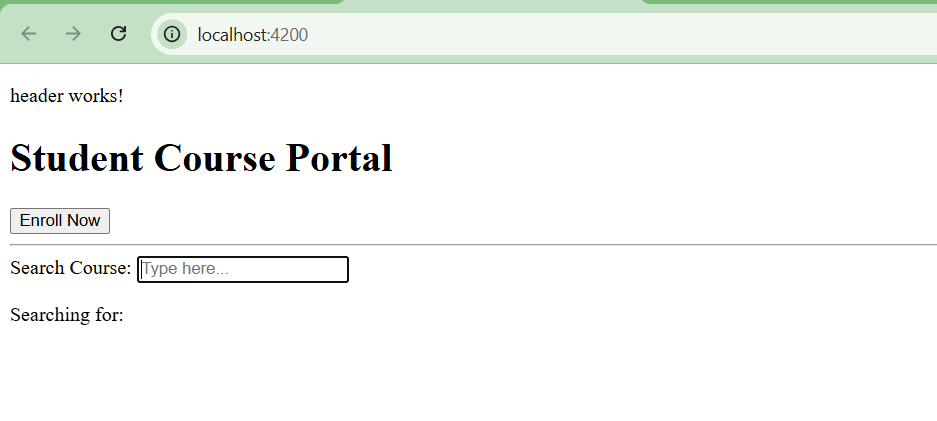 localhost:4200
header works!
Student Course Portal
Enroll Now
Search Course: Type here...
Searching for: